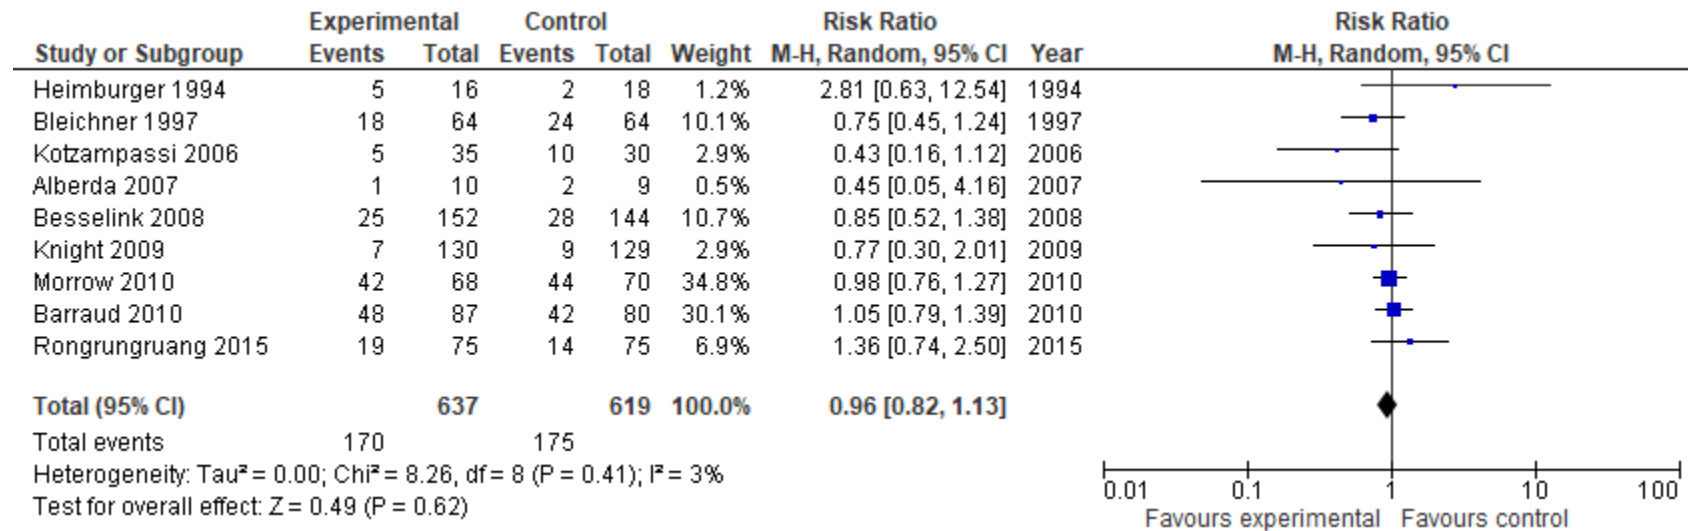 Experimental Control Risk Ratio Risk Ratio
Study or Subgroup Events Total Events Total Weight M-H, Random, 95% CI Year M-H, Random, 95% CI
Heimburger 1994 5 16 2 18 1.2% 2.81 [0.63, 12.54] 1994
Bleichner 1997 18 64 24 64 10.1% 0.75 [0.45, 1.24] 1997
Kotzampassi 2006 5 35 10 30 2.9% 0.43 [0.16, 1.12] 2006
Alberda 2007 1 10 2 9 0.5% 0.45 [0.05, 4.16] 2007
Besselink 2008 25 152 28 144 10.7% 0.85 [0.52, 1.38] 2008
Knight 2009 7 130 9 129 2.9% 0.77 [0.30, 2.01] 2009
Morrow 2010 42 68 44 70 34.8% 0.98 [0.76, 1.27] 2010
Barraud 2010 48 87 42 80 30.1% 1.05 [0.79, 1.39] 2010
Rongrungruang 2015 19 75 14 75 6.9% 1.36 [0.74, 2.50] 2015
Total (95% CI) 637 619 100.0% 0.96 [0.82, 1.13]
Total events 170 175
Heterogeneity: Tau² = 0.00; Chi² = 8.26, df = 8 (P = 0.41); I² = 3%
Test for overall effect: Z = 0.49 (P = 0.62)
0.01 0.1 1 10 100
Favours experimental Favours control